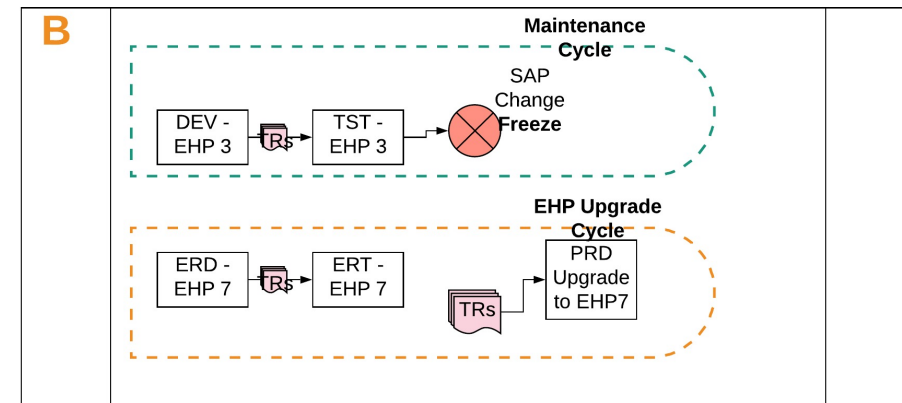 B
Maintenance
Cycle
SAP
Change
Freeze
DEV -
EHP 3
TRs
TST -
EHP 3
EHP Upgrade
Cycle
ERD -
EHP 7
TRs
ERT -
EHP 7
TRs
PRD
Upgrade
to EHP7